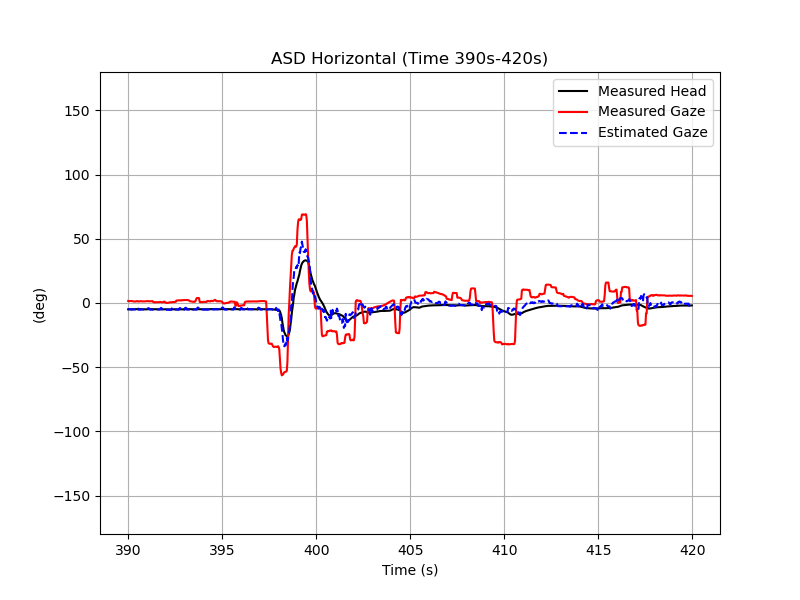 ASD Horizontal (Time 390s-420s)
Measured Head
Measured Gaze
Estimated Gaze
150
100
50
0
−50
−100
−150
(deg)
390
395
400
405
410
415
420
Time (s)